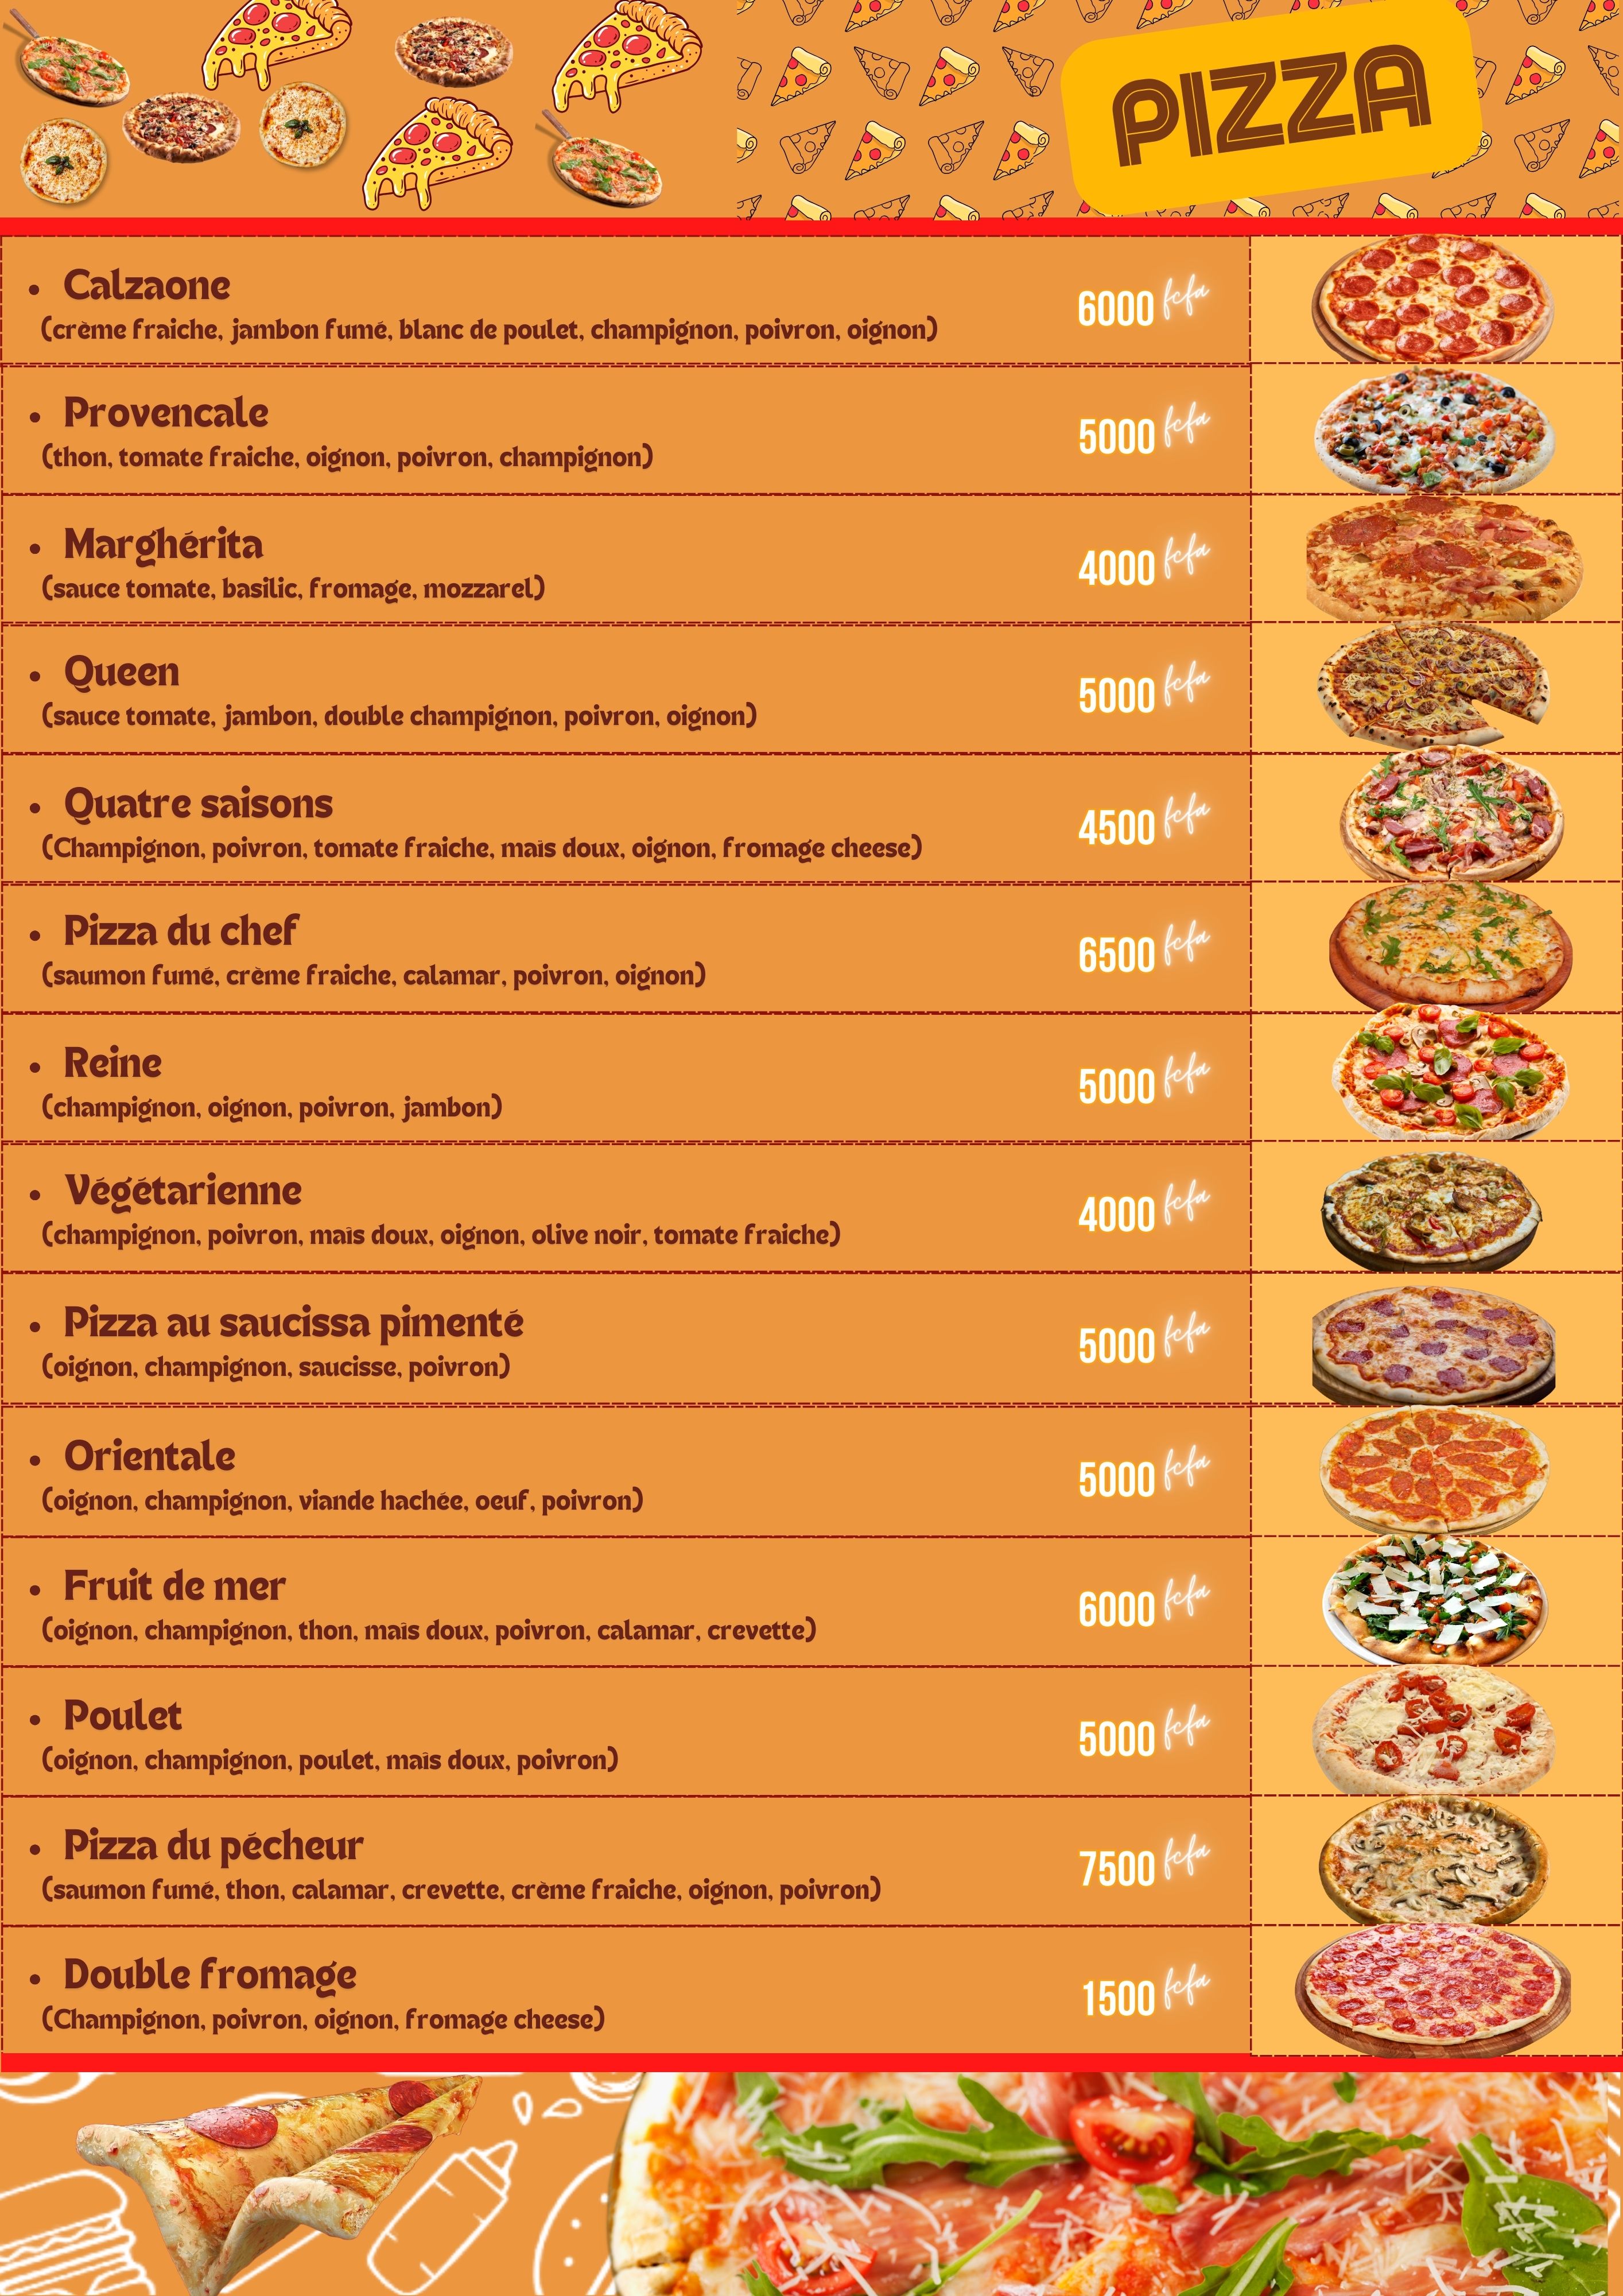 PIZZA
• Calzaone
(crème fraiche, jambon fumé, blanc de poulet, champignon, poivron, oignon)
6000 fcfa
• Provencale
(thon, tomate fraiche, oignon, poivron, champignon)
5000 fcfa
• Marghérita
(sauce tomate, basilic, fromage, mozzarel)
4000 fcfa
• Queen
(sauce tomate, jambon, double champignon, poivron, oignon)
5000 fcfa
• Quatre saisons
(Champignon, poivron, tomate fraiche, maïs doux, oignon, fromage cheese)
4500 fcfa
• Pizza du chef
(saumon fumé, crème fraiche, calamar, poivron, oignon)
6500 fcfa
• Reine
(champignon, oignon, poivron, jambon)
5000 fcfa
• Végétarienne
(champignon, poivron, maïs doux, oignon, olive noir, tomate fraiche)
4000 fcfa
• Pizza au saucissa pimenté
(oignon, champignon, saucisse, poivron)
5000 fcfa
• Orientale
(oignon, champignon, viande hachée, oeuf, poivron)
5000 fcfa
• Fruit de mer
(oignon, champignon, thon, maïs doux, poivron, calamar, crevette)
6000 fcfa
• Poulet
(oignon, champignon, poulet, maïs doux, poivron)
5000 fcfa
• Pizza du pécheur
(saumon fumé, thon, calamar, crevette, crème fraiche, oignon, poivron)
7500 fcfa
• Double fromage
(Champignon, poivron, oignon, fromage cheese)
1500 fcfa